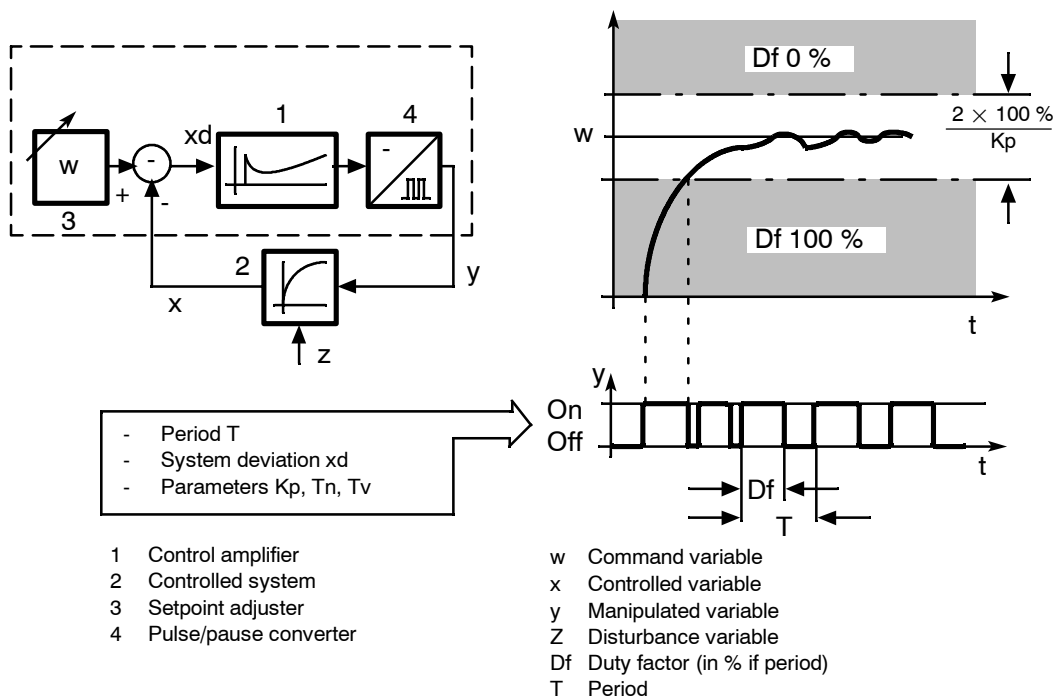 1
4
w
xd
-
-
+
-
3
2
y
x
z
Df 0 %
w
2 × 100 %
Kp
Df 100 %
t
y
On
Off
t
Df
T
- Period T
- System deviation xd
- Parameters Kp, Tn, Tv
1 Control amplifier
2 Controlled system
3 Setpoint adjuster
4 Pulse/pause converter
w Command variable
x Controlled variable
y Manipulated variable
Z Disturbance variable
Df Duty factor (in % if period)
T Period